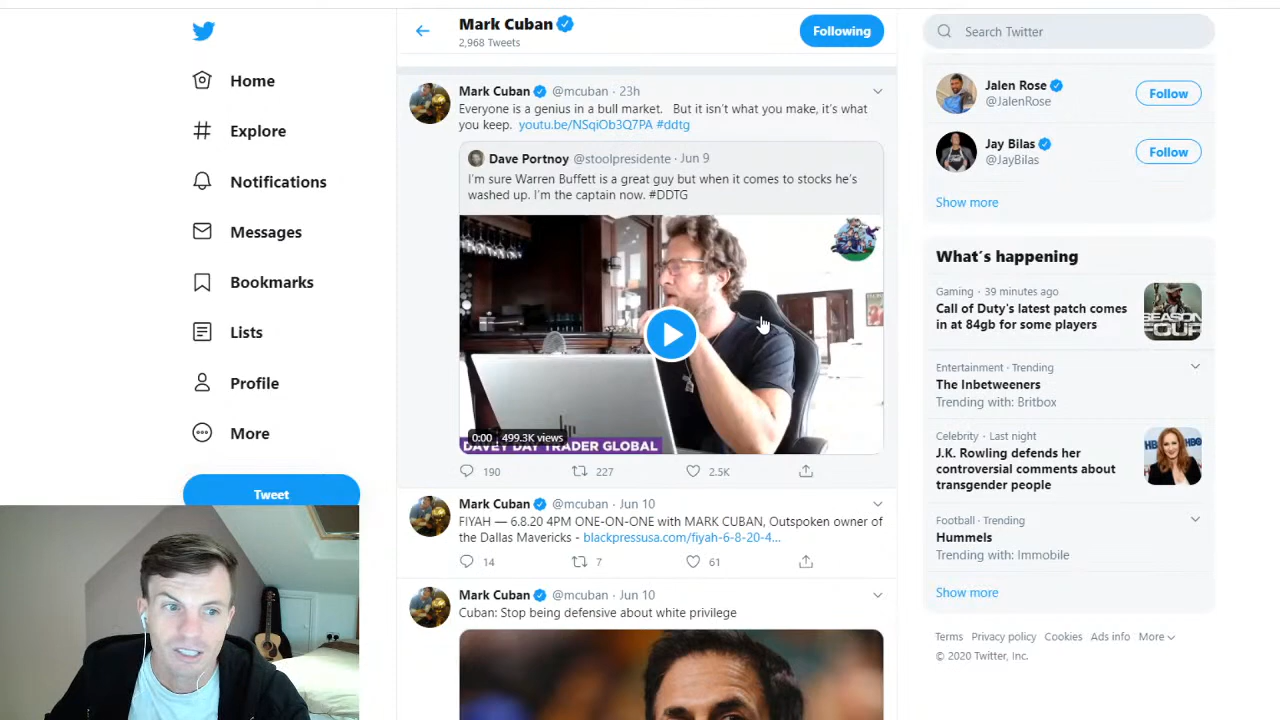 Home
Explore
Notifications
Messages
Bookmarks
Lists
Profile
More
Tweet
Mark Cuban
2,968 Tweets
Following
Mark Cuban @mcuban · 23h
Everyone is a genius in a bull market. But it isn't what you make, it's what
you keep. youtu.be/NSqiOb3Q7PA #ddtg
Dave Portnoy @stoolpresidente · Jun 9
I'm sure Warren Buffett is a great guy but when it comes to stocks he's
washed up. I'm the captain now. #DDTG
0:00 499.3K views
DAVEY DAY TRADER GLOBAL
190 227 2.5K
Mark Cuban @mcuban · Jun 10
FIYAH — 6.8.20 4PM ONE-ON-ONE with MARK CUBAN, Outspoken owner of
the Dallas Mavericks - blackpressusa.com/fiyah-6-8-20-4...
14 7 61
Mark Cuban @mcuban · Jun 10
Cuban: Stop being defensive about white privilege
Search Twitter
Jalen Rose
@JalenRose
Follow
Jay Bilas
@JayBilas
Follow
Show more
What's happening
Gaming · 39 minutes ago
Call of Duty's latest patch comes
in at 84gb for some players
Entertainment · Trending
The Inbetweeners
Trending with: Britbox
Celebrity · Last night
J.K. Rowling defends her
controversial comments about
transgender people
Football · Trending
Hummels
Trending with: Immobile
Show more
Terms Privacy policy Cookies Ads info More
© 2020 Twitter, Inc.